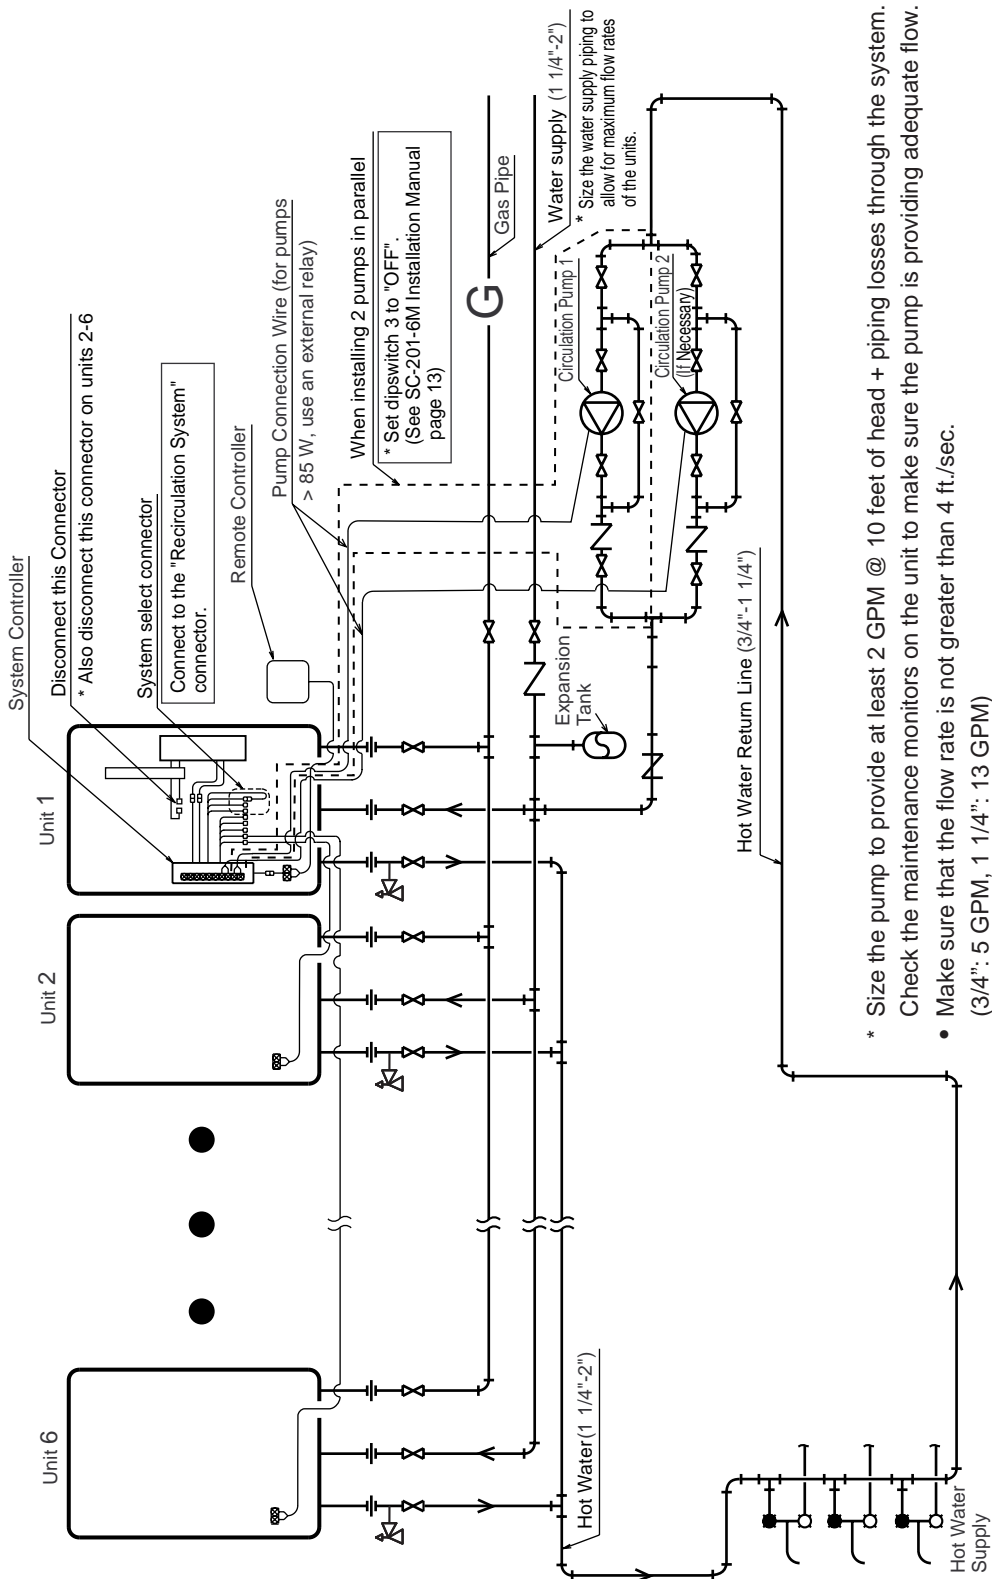 System Controller
Disconnect this Connector
* Also disconnect this connector on units 2-6
System select connector
Connect to the "Recirculation System"
connector.
Remote Controller
Pump Connection Wire (for pumps
> 85 W, use an external relay)
When installing 2 pumps in parallel
* Set dipswitch 3 to "OFF".
(See SC-201-6M Installation Manual
page 13)
G
Gas Pipe
Water supply (1 1/4"-2")
* Size the water supply piping to
allow for maximum flow rates
of the units.
Unit 1
Unit 2
Unit 6
Circulation Pump 1
Circulation Pump 2
(If Necessary)
Expansion
Tank
Hot Water Return Line (3/4"-1 1/4")
Hot Water (1 1/4"-2")
Hot Water
Supply
* Size the pump to provide at least 2 GPM @ 10 feet of head + piping losses through the system.
Check the maintenance monitors on the unit to make sure the pump is providing adequate flow.
• Make sure that the flow rate is not greater than 4 ft./sec.
(3/4”: 5 GPM, 1 1/4”: 13 GPM)